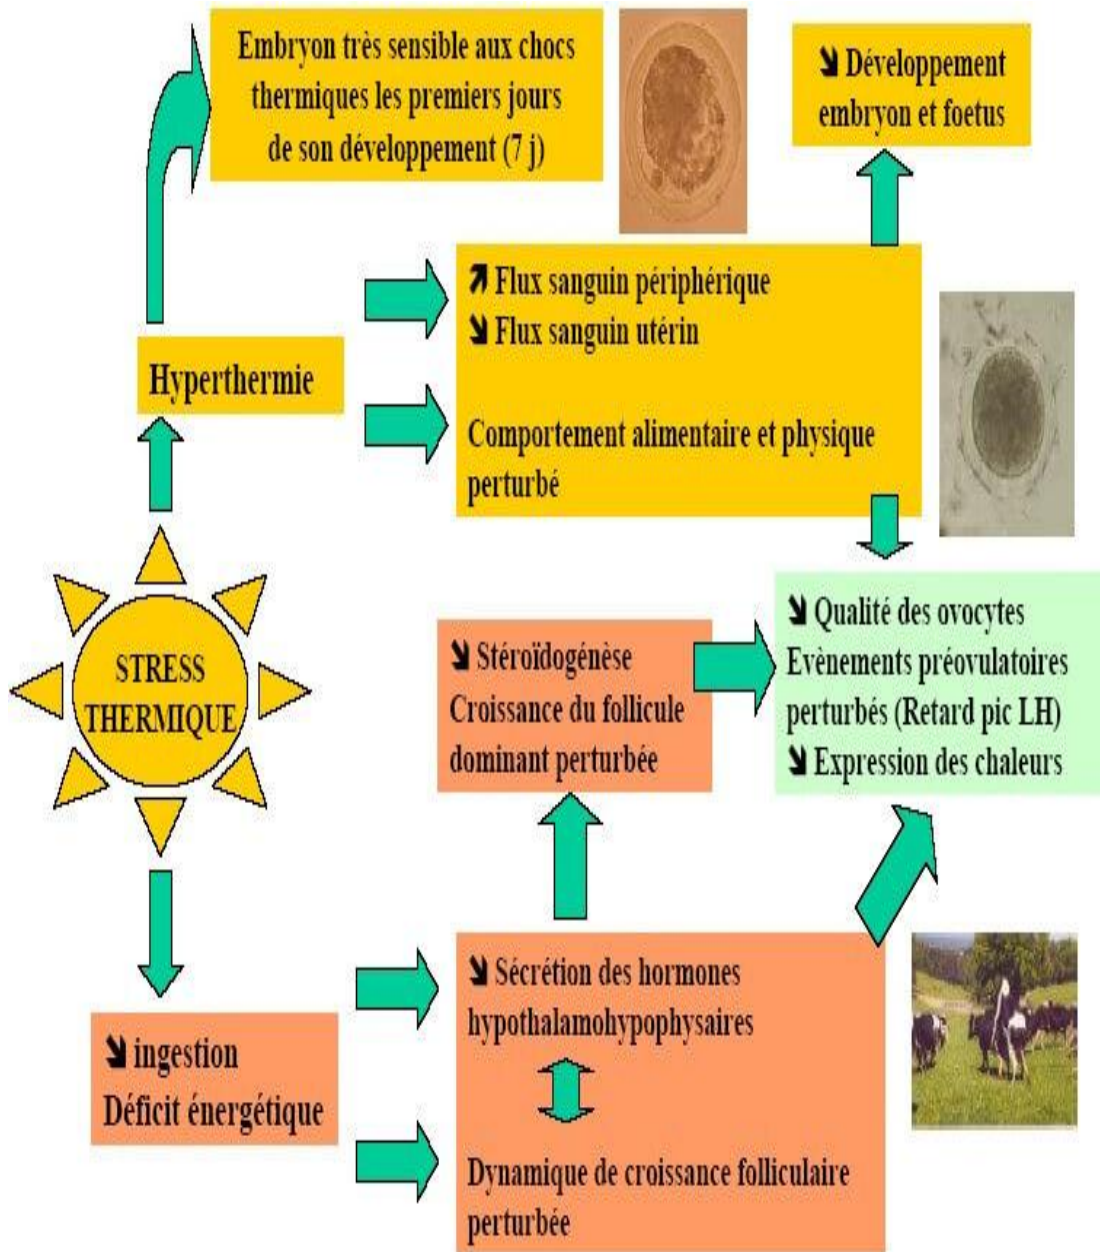 Embryon très sensible aux chocs
thermiques les premiers jours
de son développement (7 j)
↘ Développement
embryon et foetus
↗ Flux sanguin périphérique
↘ Flux sanguin utérin
Comportement alimentaire et physique
perturbé
Hyperthermie
STRESS
THERMIQUE
↘ Stéroïdogénèse
Croissance du follicule
dominant perturbée
↘ Qualité des ovocytes
Evènements préovulatoires
perturbés (Retard pic LH)
↘ Expression des chaleurs
↘ ingestion
Déficit énergétique
↘ Sécrétion des hormones
hypothalamohypophysaires
Dynamique de croissance folliculaire
perturbée